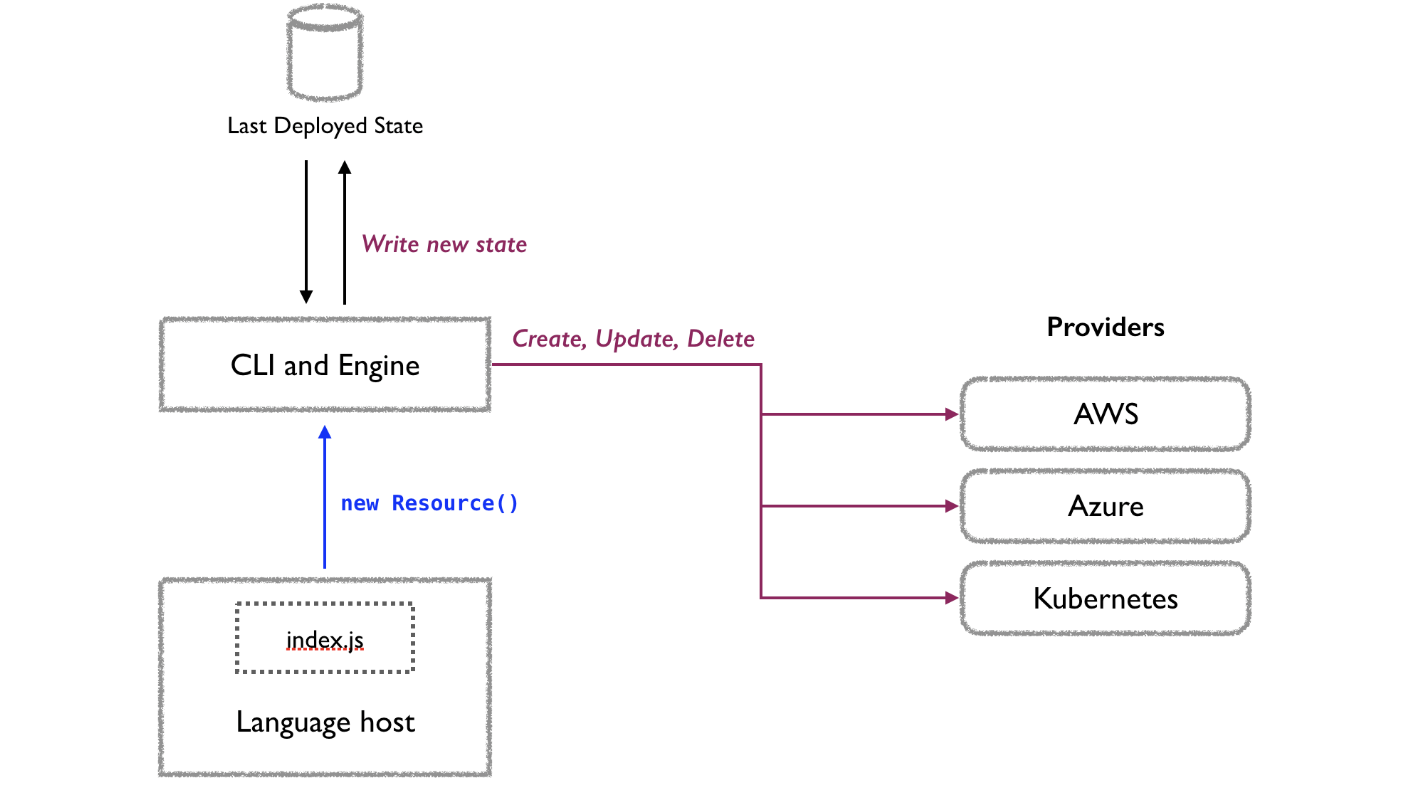 Last Deployed State
Write new state
CLI and Engine
Create, Update, Delete
Providers
AWS
Azure
Kubernetes
new Resource()
index.js
Language host